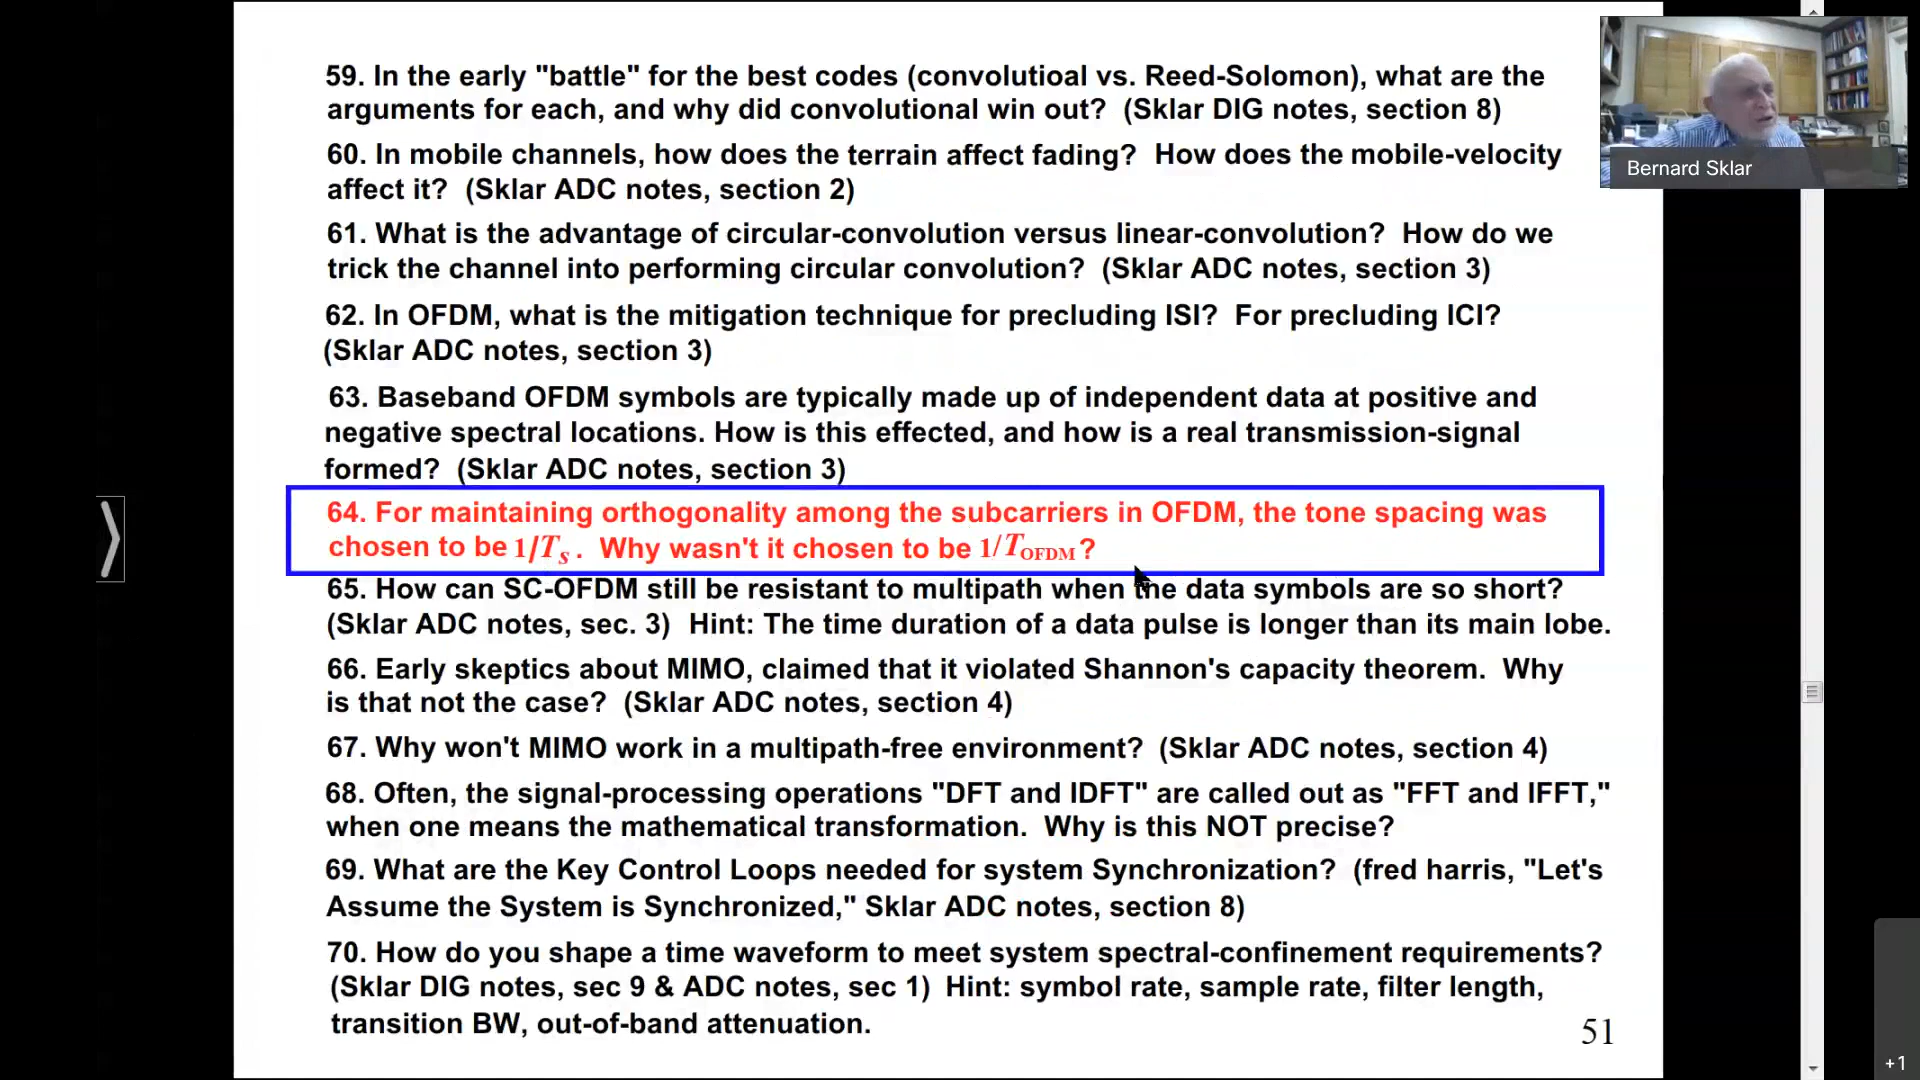 59. In the early "battle" for the best codes (convolutioal vs. Reed-Solomon), what are the
arguments for each, and why did convolutional win out? (Sklar DIG notes, section 8)
60. In mobile channels, how does the terrain affect fading? How does the mobile-velocity
affect it? (Sklar ADC notes, section 2)
61. What is the advantage of circular-convolution versus linear-convolution? How do we
trick the channel into performing circular convolution? (Sklar ADC notes, section 3)
62. In OFDM, what is the mitigation technique for precluding ISI? For precluding ICI?
(Sklar ADC notes, section 3)
63. Baseband OFDM symbols are typically made up of independent data at positive and
negative spectral locations. How is this effected, and how is a real transmission-signal
formed? (Sklar ADC notes, section 3)
64. For maintaining orthogonality among the subcarriers in OFDM, the tone spacing was
chosen to be 1/Ts. Why wasn't it chosen to be 1/TOFDM?
65. How can SC-OFDM still be resistant to multipath when the data symbols are so short?
(Sklar ADC notes, sec. 3) Hint: The time duration of a data pulse is longer than its main lobe.
66. Early skeptics about MIMO, claimed that it violated Shannon's capacity theorem. Why
is that not the case? (Sklar ADC notes, section 4)
67. Why won't MIMO work in a multipath-free environment? (Sklar ADC notes, section 4)
68. Often, the signal-processing operations "DFT and IDFT" are called out as "FFT and IFFT,"
when one means the mathematical transformation. Why is this NOT precise?
69. What are the Key Control Loops needed for system Synchronization? (fred harris, "Let's
Assume the System is Synchronized," Sklar ADC notes, section 8)
70. How do you shape a time waveform to meet system spectral-confinement requirements?
(Sklar DIG notes, sec 9 & ADC notes, sec 1) Hint: symbol rate, sample rate, filter length,
transition BW, out-of-band attenuation.
51
Bernard Sklar
+1